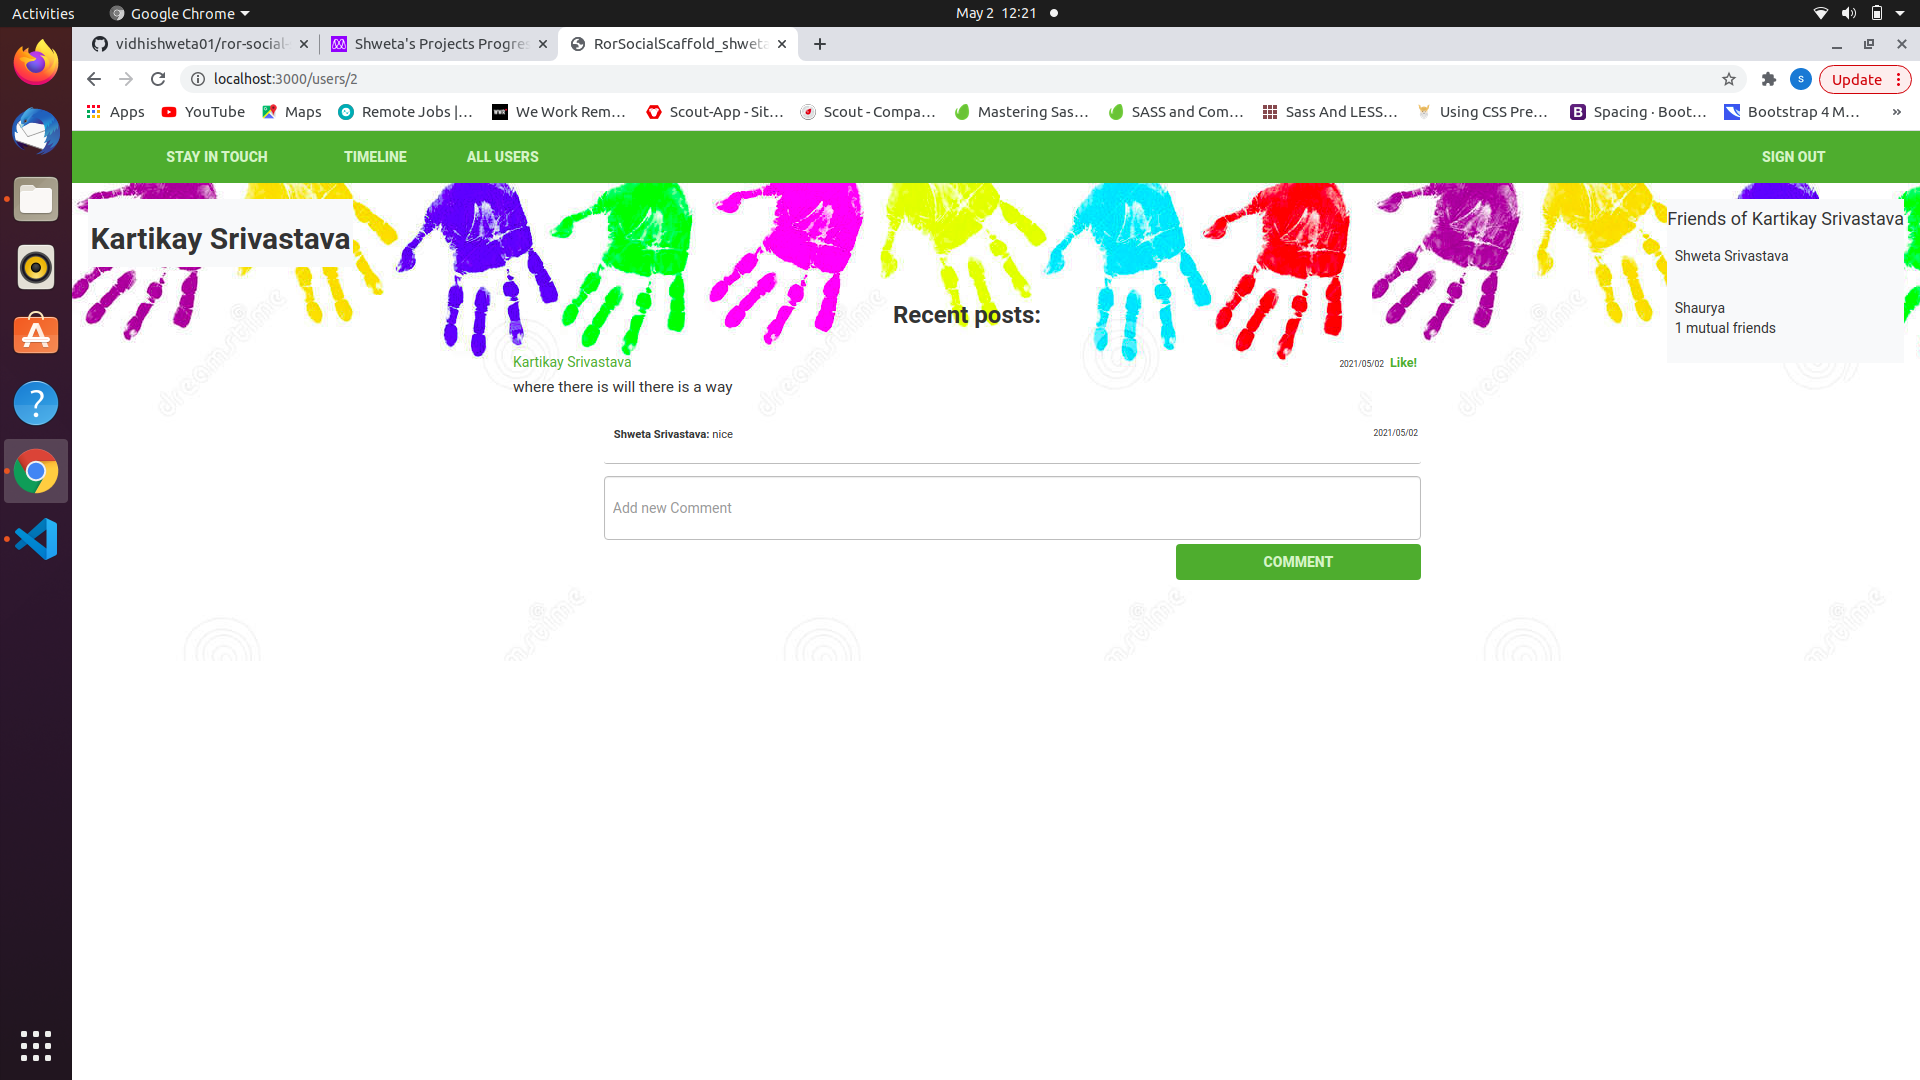 Activities Google Chrome May 2 12:21
vidhishweta01/ror-social- Shweta's Projects Progres RorSocialScaffold_shweta
localhost:3000/users/2 S Update
Apps YouTube Maps Remote Jobs |... We Work Rem... Scout-App - Sit... Scout - Compa... Mastering Sas... SASS and Com... Sass And LESS... Using CSS Pre... Spacing · Boot... Bootstrap 4 M... »
STAY IN TOUCH TIMELINE ALL USERS SIGN OUT
Kartikay Srivastava
Friends of Kartikay Srivastava
Shweta Srivastava
Shaurya
1 mutual friends
Recent posts:
Kartikay Srivastava 2021/05/02 Like!
where there is will there is a way
Shweta Srivastava: nice 2021/05/02
Add new Comment
COMMENT
dreamstime
dreamstime
dreamstime